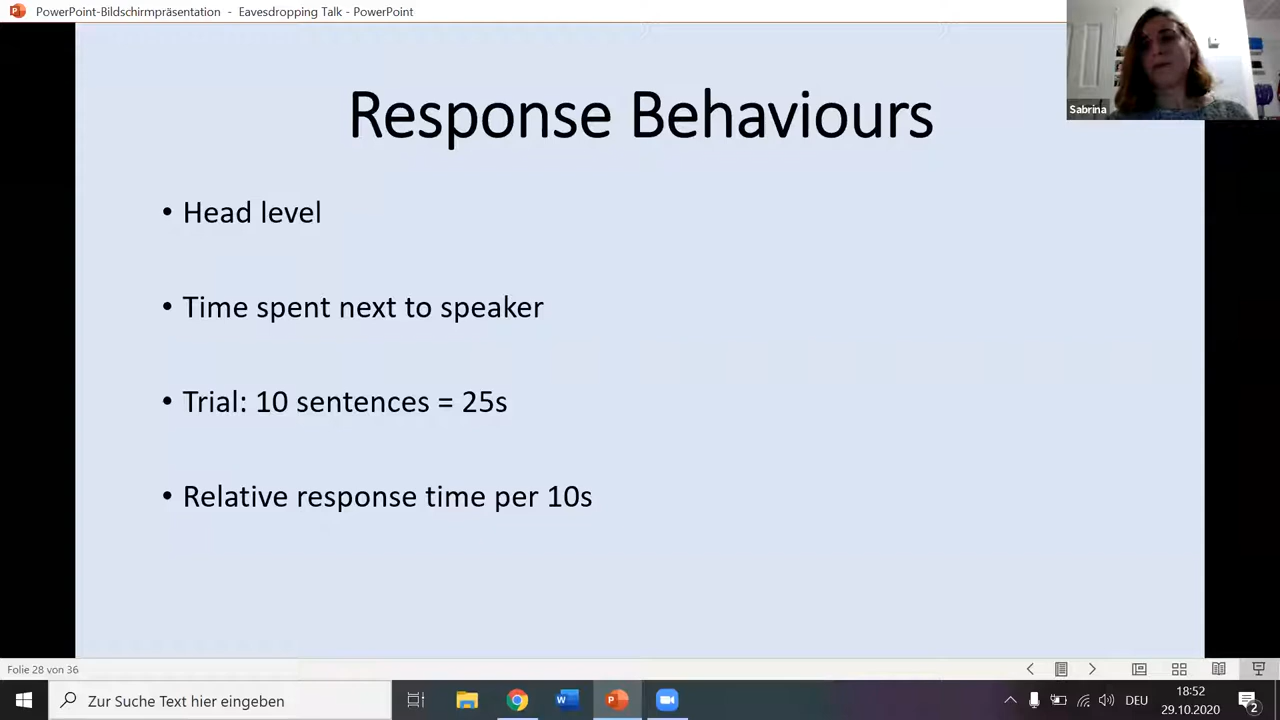 PowerPoint-Bildschirmpräsentation - Eavesdropping Talk - PowerPoint
Sabrina
Response Behaviours
• Head level
• Time spent next to speaker
• Trial: 10 sentences = 25s
• Relative response time per 10s
Folie 28 von 36
Zur Suche Text hier eingeben
DEU
18:52
29.10.2020
2